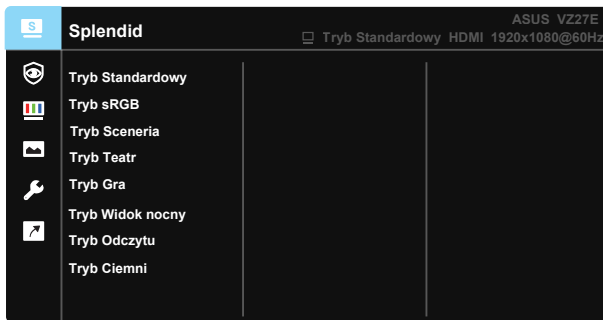 S
Splendid
ASUS VZ27E
Tryb Standardowy HDMI 1920x1080@60Hz
Tryb Standardowy
Tryb sRGB
Tryb Sceneria
Tryb Teatr
Tryb Gra
Tryb Widok nocny
Tryb Odczytu
Tryb Ciemni